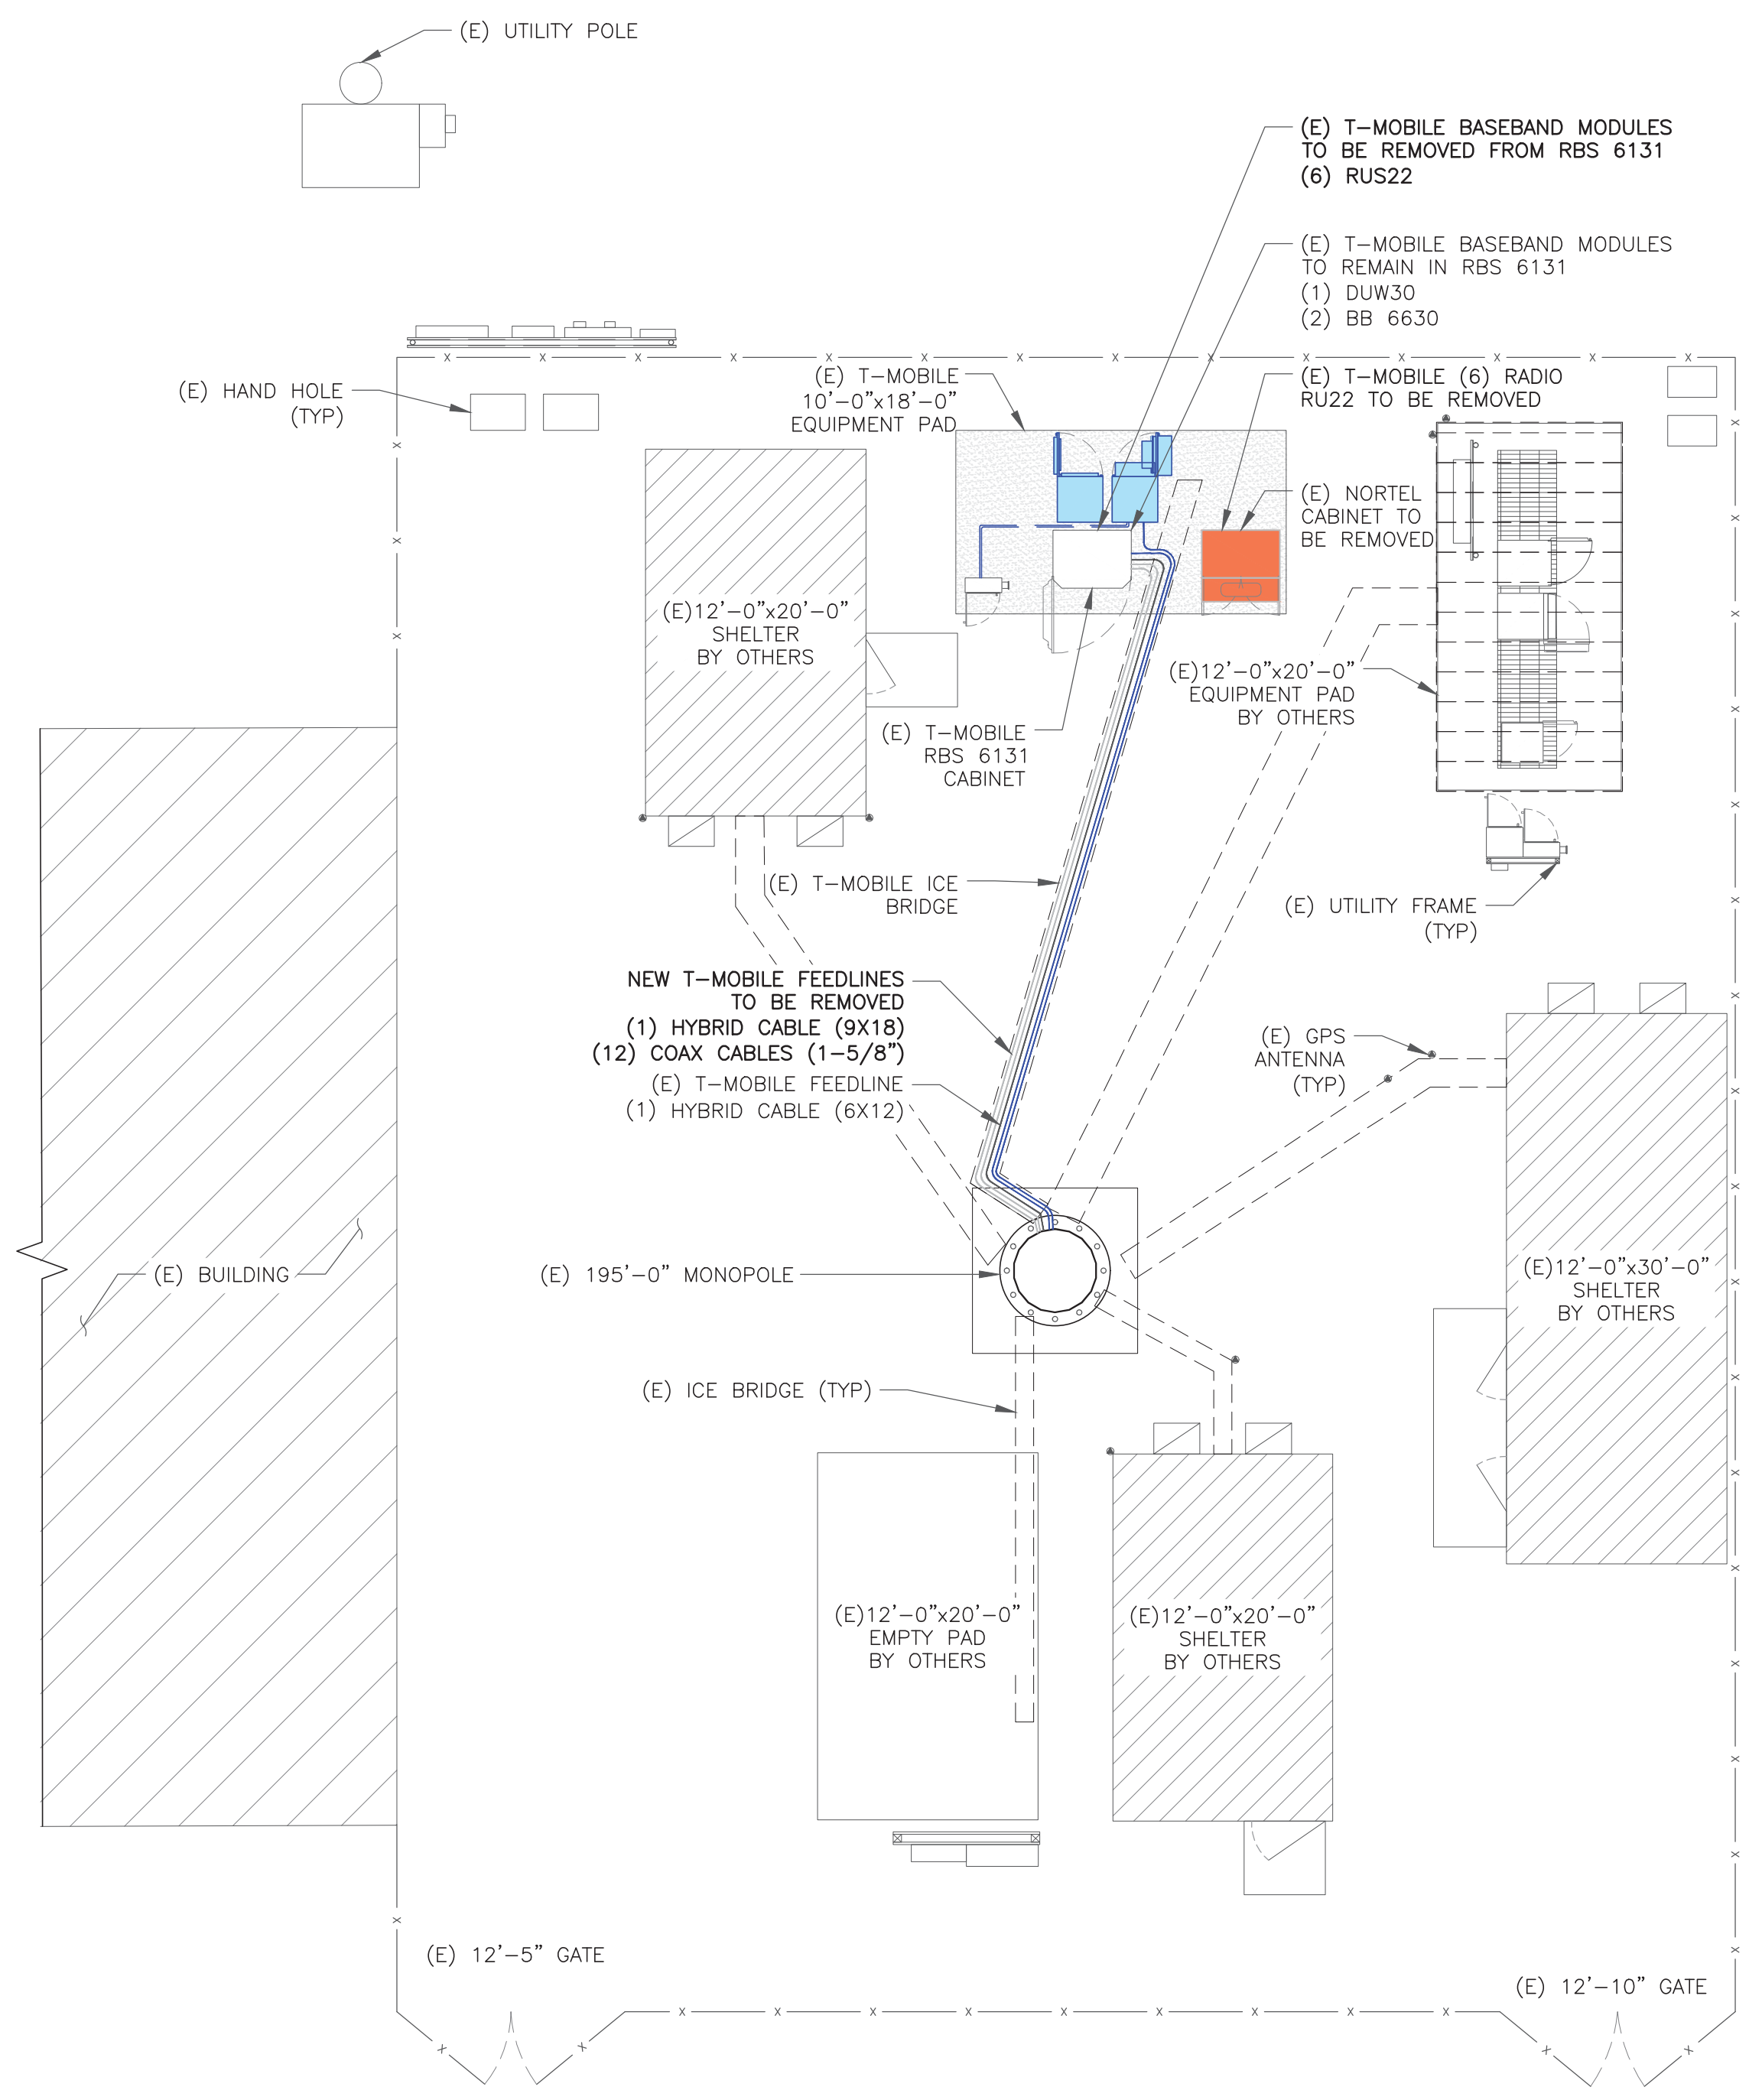 (E) UTILITY POLE
(E) T-MOBILE BASEBAND MODULES
TO BE REMOVED FROM RBS 6131
(6) RUS22
(E) T-MOBILE BASEBAND MODULES
TO REMAIN IN RBS 6131
(1) DUW30
(2) BB 6630
(E) HAND HOLE
(TYP)
(E) T-MOBILE
10'-0"x18'-0"
EQUIPMENT PAD
(E) T-MOBILE (6) RADIO
RU22 TO BE REMOVED
(E) NORTEL
CABINET TO
BE REMOVED
(E)12'-0"x20'-0"
SHELTER
BY OTHERS
(E)12'-0"x20'-0"
EQUIPMENT PAD
BY OTHERS
(E) T-MOBILE
RBS 6131
CABINET
(E) T-MOBILE ICE
BRIDGE
(E) UTILITY FRAME
(TYP)
NEW T-MOBILE FEEDLINES
TO BE REMOVED
(1) HYBRID CABLE (9X18)
(12) COAX CABLES (1-5/8")
(E) T-MOBILE FEEDLINE
(1) HYBRID CABLE (6X12)
(E) GPS
ANTENNA
(TYP)
(E) BUILDING
(E) 195'-0" MONOPOLE
(E)12'-0"x30'-0"
SHELTER
BY OTHERS
(E) ICE BRIDGE (TYP)
(E)12'-0"x20'-0"
EMPTY PAD
BY OTHERS
(E)12'-0"x20'-0"
SHELTER
BY OTHERS
(E) 12'-5" GATE
(E) 12'-10" GATE